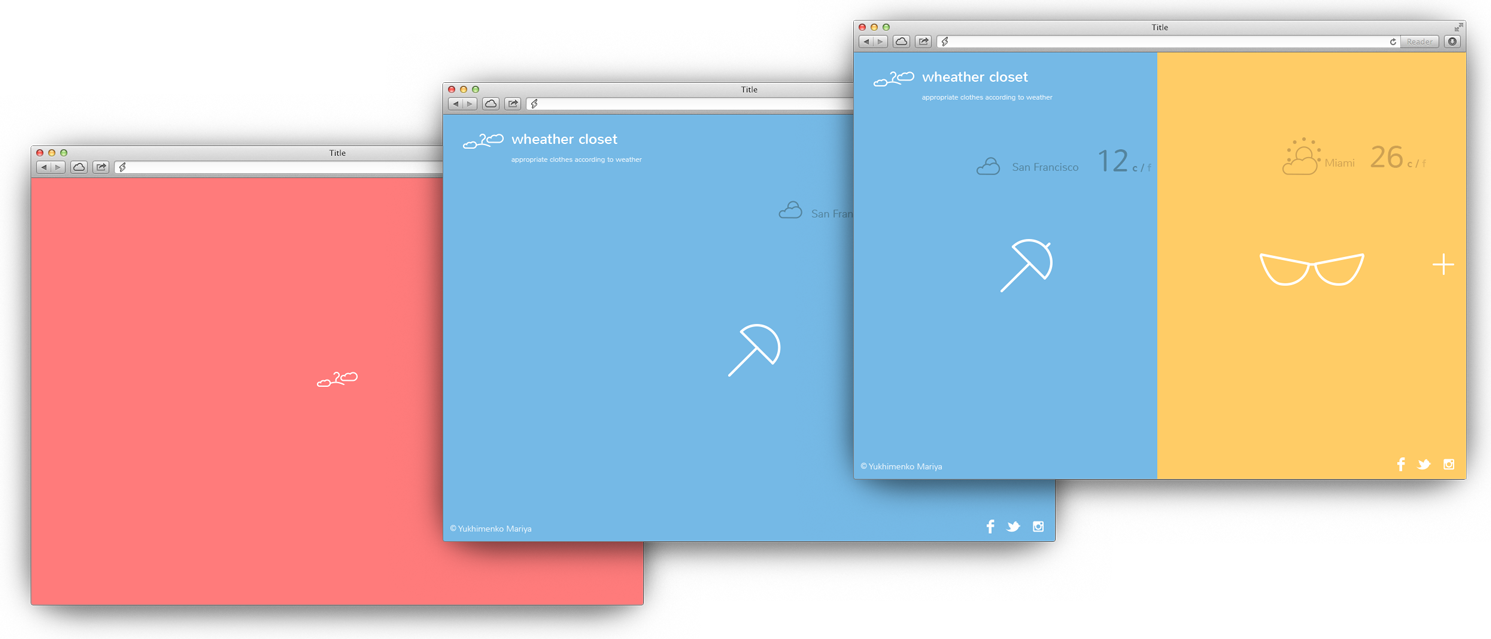 Title
Title
wheather closet
appropriate clothes according to weather
San Fran
© Yukhimenko Mariya
Title
Reader
wheather closet
appropriate clothes according to weather
San Francisco 12 c / f
Miami 26 c / f
© Yukhimenko Mariya